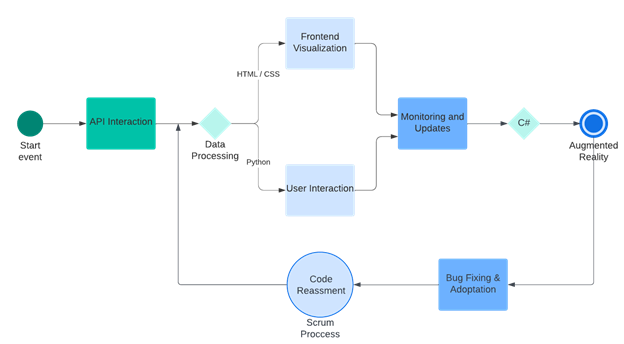 Frontend
Visualization
HTML / CSS
API Interaction
Monitoring and
Updates
C#
Start
event
Data
Processing
Augmented
Reality
Python
User Interaction
Code
Reassment
Bug Fixing &
Adoptation
Scrum
Proccess